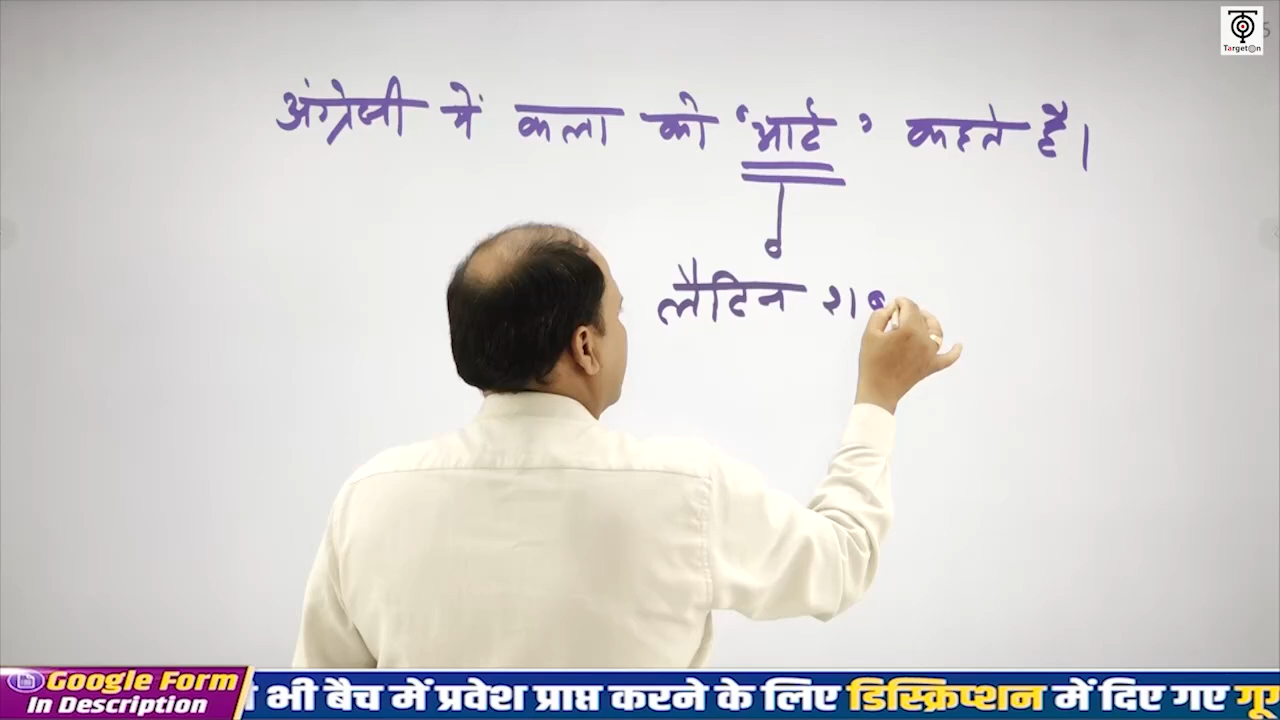 अंग्रेजी में कला को 'आर्ट' कहते हैं।
लैटिन
TargetOn
Google Form
In Description
भी बैच में प्रवेश प्राप्त करने के लिए डिस्क्रिप्शन में दिए गए